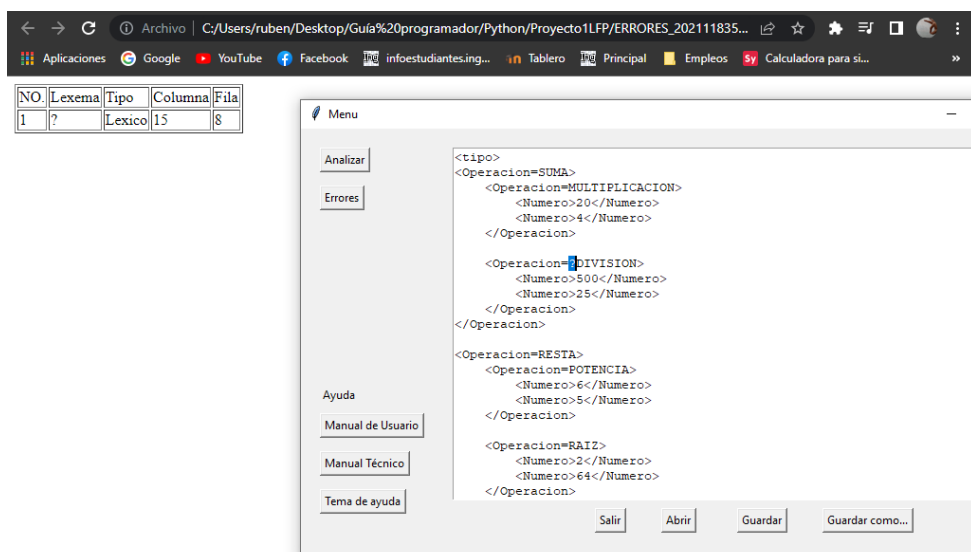 Archivo C:/Users/ruben/Desktop/Guía%20programador/Python/Proyecto1LFP/ERRORES_202111835...
Aplicaciones Google YouTube Facebook infoestudiantes.ing... Tablero Principal Empleos Sy Calculadora para si... »
NO. Lexema Tipo Columna Fila
1 ? Lexico 15 8
Menu
Analizar
Errores
<tipo>
<Operacion=SUMA>
<Operacion=MULTIPLICACION>
<Numero>20</Numero>
<Numero>4</Numero>
</Operacion>
<Operacion=?DIVISION>
<Numero>500</Numero>
<Numero>25</Numero>
</Operacion>
</Operacion>
<Operacion=RESTA>
<Operacion=POTENCIA>
<Numero>6</Numero>
<Numero>5</Numero>
</Operacion>
<Operacion=RAIZ>
<Numero>2</Numero>
<Numero>64</Numero>
</Operacion>
Ayuda
Manual de Usuario
Manual Técnico
Tema de ayuda
Salir Abrir Guardar Guardar como...